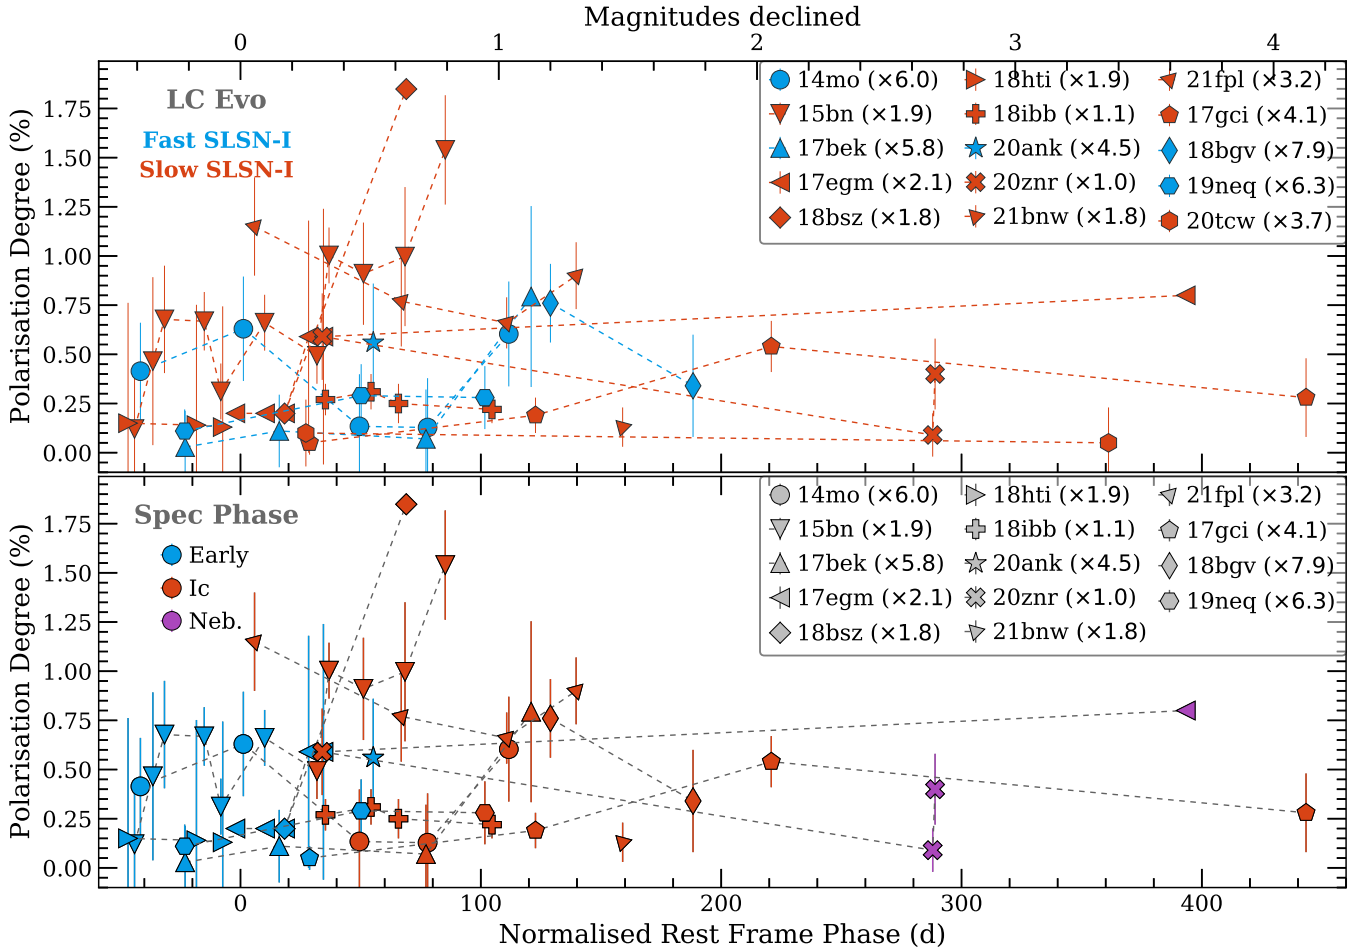 Magnitudes declined
0 1 2 3 4
LC Evo
Fast SLSN-I
Slow SLSN-I
14mo (×6.0) 18hti (×1.9) 21fpl (×3.2)
15bn (×1.9) 18ibb (×1.1) 17gci (×4.1)
17bek (×5.8) 20ank (×4.5) 18bgv (×7.9)
17egm (×2.1) 20znr (×1.0) 19neq (×6.3)
18bsz (×1.8) 21bnw (×1.8) 20tcw (×3.7)
Polarisation Degree (%)
1.75
1.50
1.25
1.00
0.75
0.50
0.25
0.00
Spec Phase
Early
Ic
Neb.
14mo (×6.0) 18hti (×1.9) 21fpl (×3.2)
15bn (×1.9) 18ibb (×1.1) 17gci (×4.1)
17bek (×5.8) 20ank (×4.5) 18bgv (×7.9)
17egm (×2.1) 20znr (×1.0) 19neq (×6.3)
18bsz (×1.8) 21bnw (×1.8)
Polarisation Degree (%)
1.75
1.50
1.25
1.00
0.75
0.50
0.25
0.00
0 100 200 300 400
Normalised Rest Frame Phase (d)